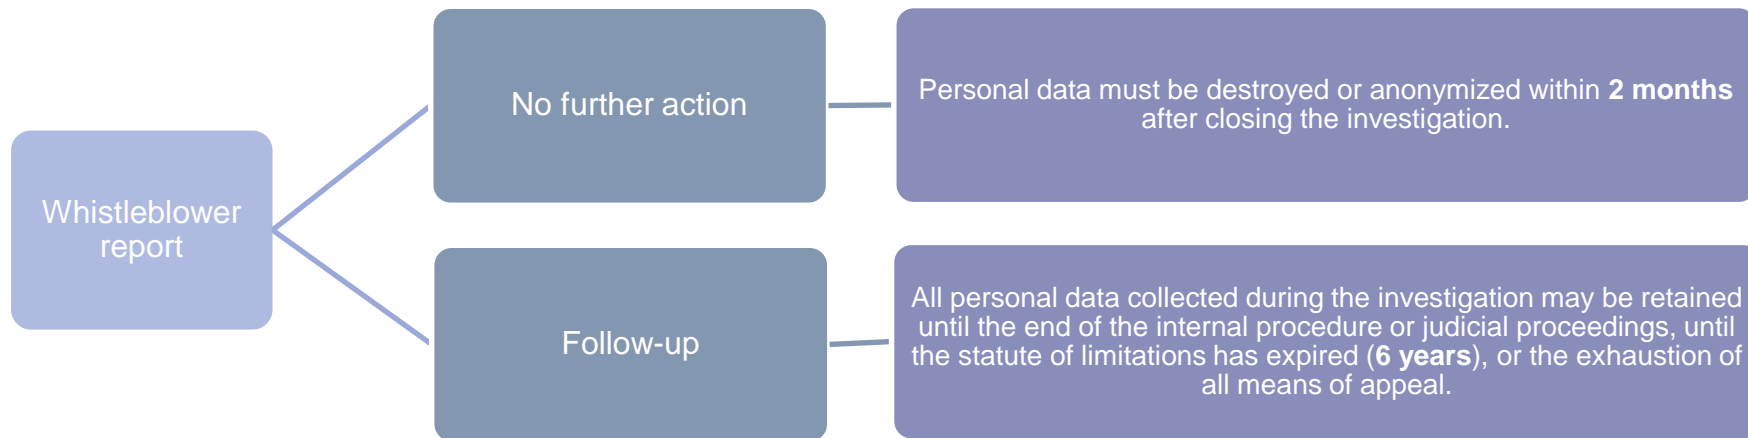 Whistleblower
report
No further action
Personal data must be destroyed or anonymized within 2 months
after closing the investigation.
Follow-up
All personal data collected during the investigation may be retained
until the end of the internal procedure or judicial proceedings, until
the statute of limitations has expired (6 years), or the exhaustion of
all means of appeal.